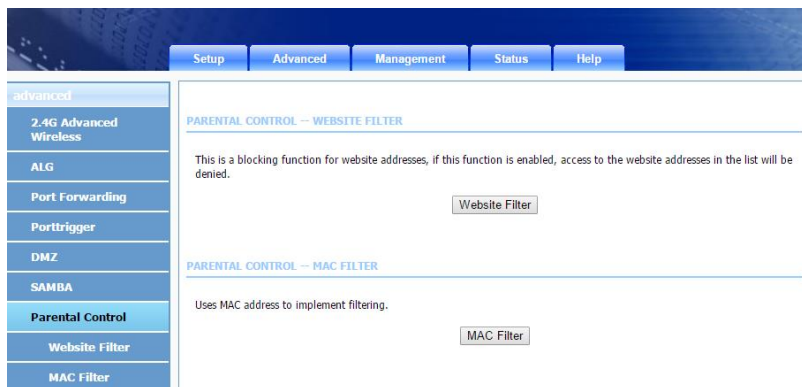 Setup Advanced Management Status Help
advanced
2.4G Advanced
Wireless
ALG
Port Forwarding
Porttrigger
DMZ
SAMBA
Parental Control
Website Filter
MAC Filter
PARENTAL CONTROL -- WEBSITE FILTER
This is a blocking function for website addresses, if this function is enabled, access to the website addresses in the list will be
denied.
Website Filter
PARENTAL CONTROL -- MAC FILTER
Uses MAC address to implement filtering.
MAC Filter